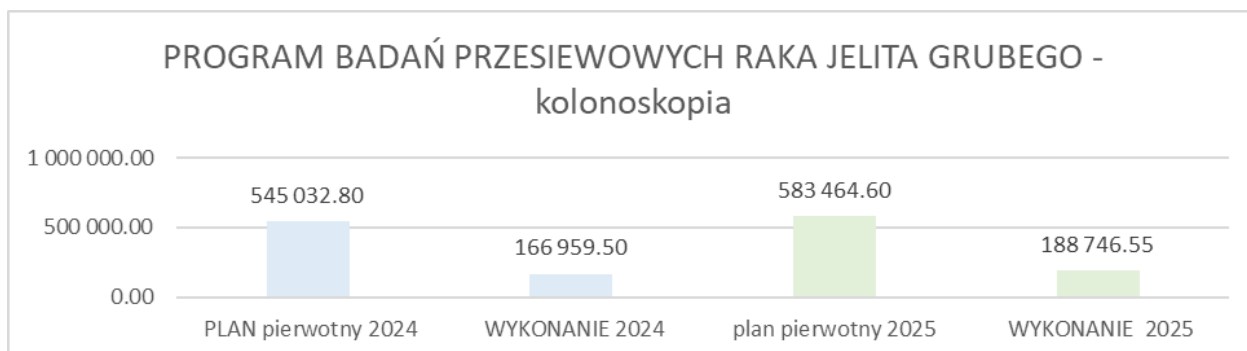 PROGRAM BADAŃ PRZESIEWOWYCH RAKA JELITA GRUBEGO -
kolonoskopia
1 000 000.00
545 032.80
583 464.60
500 000.00
166 959.50
188 746.55
0.00
PLAN pierwotny 2024
WYKONANIE 2024
plan pierwotny 2025
WYKONANIE  2025